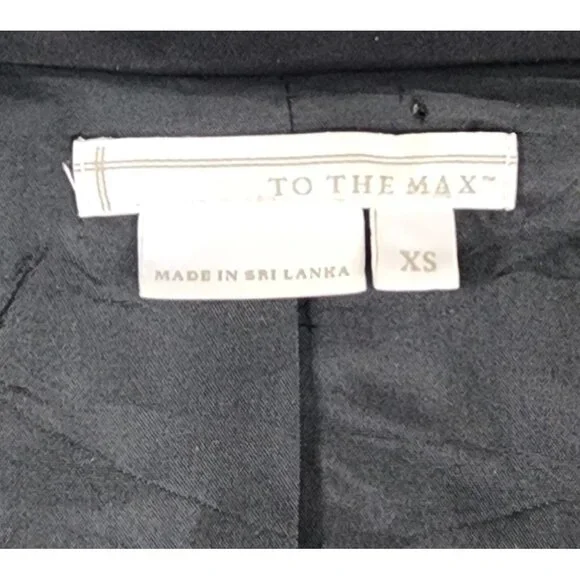 TO THE MAX™
MADE IN SRI LANKA
XS